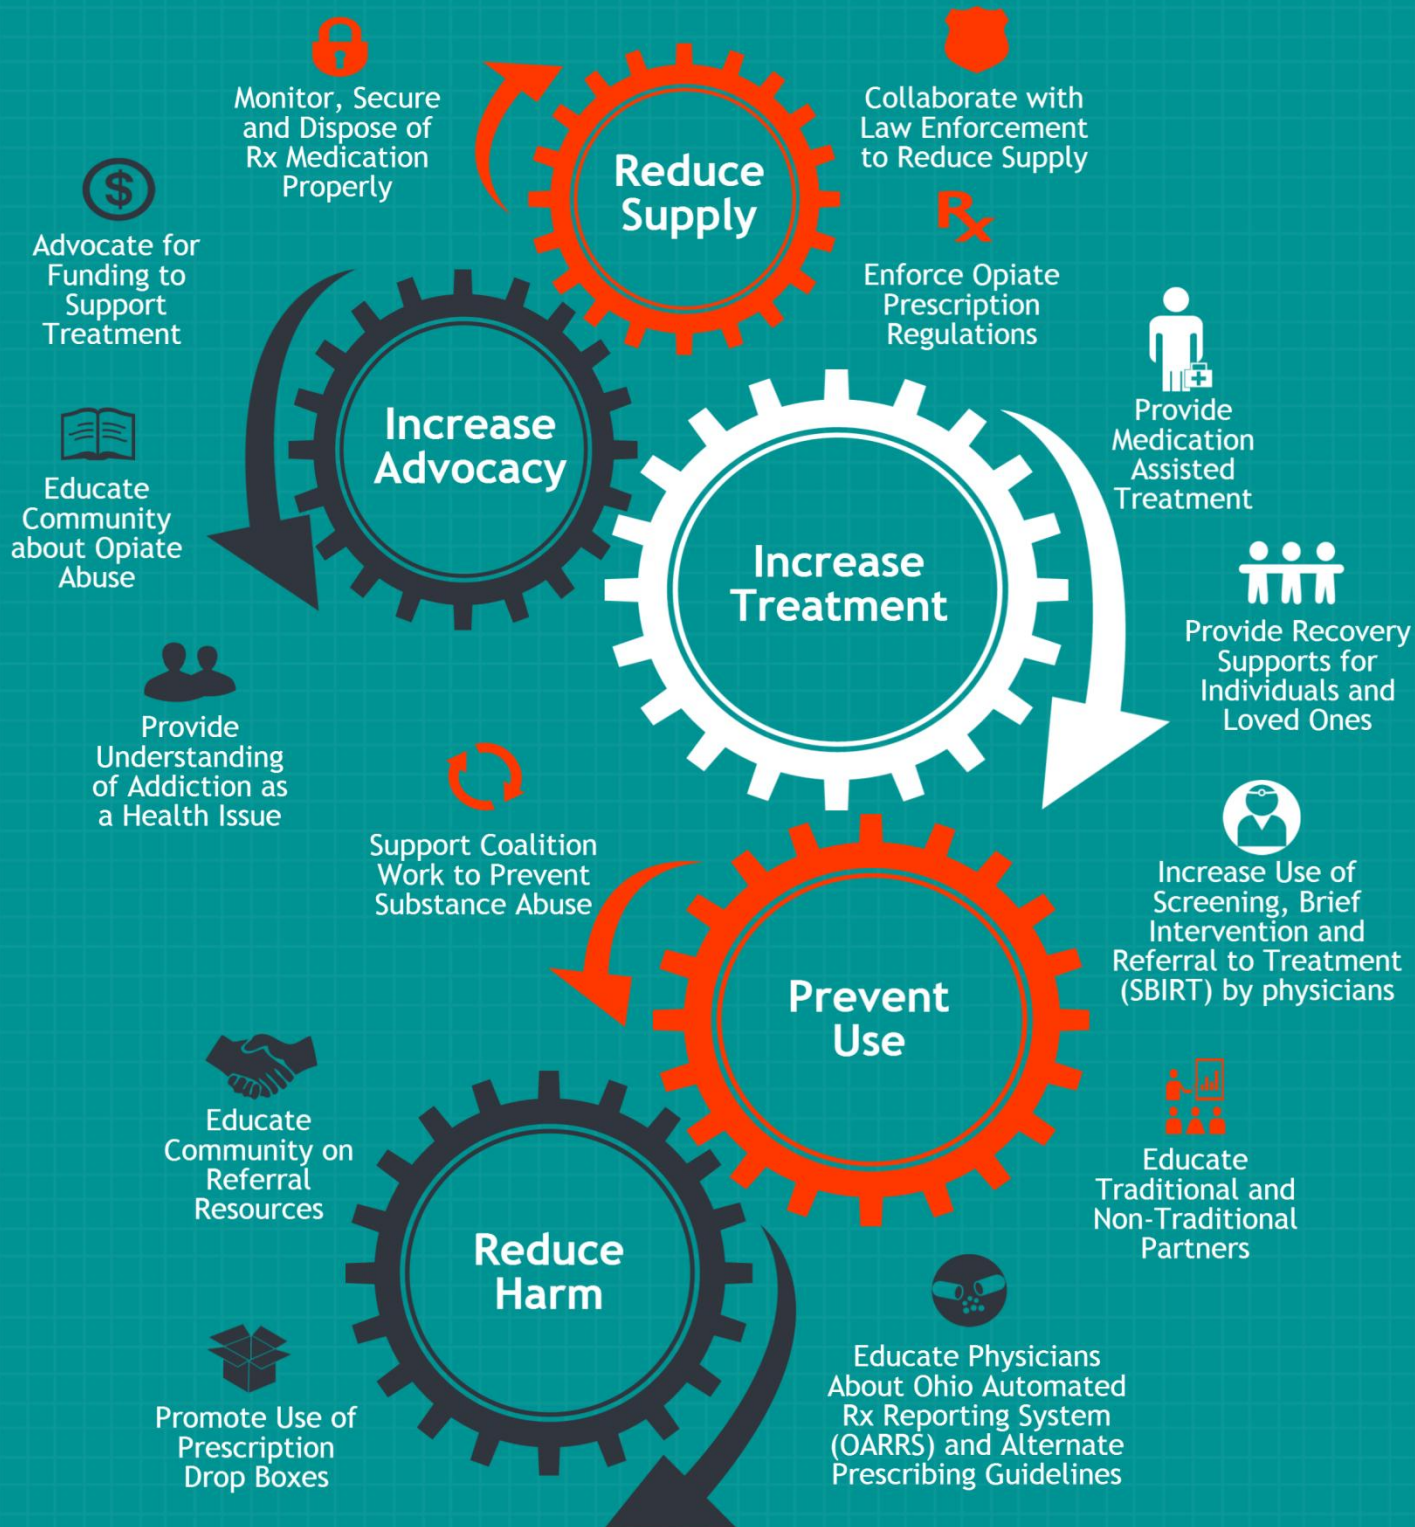 Monitor, Secure
and Dispose of
Rx Medication
Properly
Reduce
Supply
Collaborate with
Law Enforcement
to Reduce Supply
Rx
Enforce Opiate
Prescription
Regulations
$
Advocate for
Funding to
Support
Treatment
Increase
Advocacy
Educate
Community
about Opiate
Abuse
Provide
Understanding
of Addiction as
a Health Issue
Increase
Treatment
Provide
Medication
Assisted
Treatment
Provide Recovery
Supports for
Individuals and
Loved Ones
Increase Use of
Screening, Brief
Intervention and
Referral to Treatment
(SBIRT) by physicians
Support Coalition
Work to Prevent
Substance Abuse
Prevent
Use
Educate
Traditional and
Non-Traditional
Partners
Educate
Community on
Referral
Resources
Reduce
Harm
Promote Use of
Prescription
Drop Boxes
Educate Physicians
About Ohio Automated
Rx Reporting System
(OARRS) and Alternate
Prescribing Guidelines